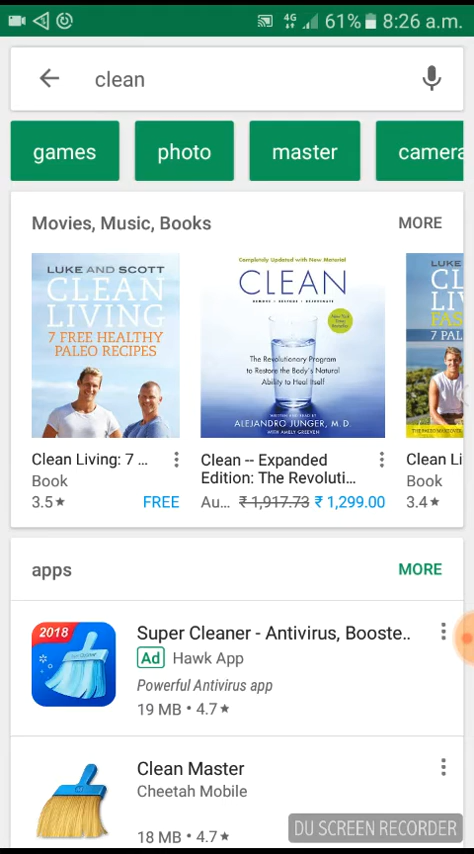 4G 61% 8:26 a.m.
clean
games photo master camera
Movies, Music, Books MORE
LUKE AND SCOTT
CLEAN
LIVING
7 FREE HEALTHY
PALEO RECIPES
Completely Updated with New Material
CLEAN
REMOVE • RESTORE • REJUVENATE
The Revolutionary Program
to Restore the Body's Natural
Ability to Heal Itself
WRITTEN AND READ BY
ALEJANDRO JUNGER, M.D.
WITH AMELY GREEVEN
LUKE
CL
LIV
FAS
7 PAL
Clean Living: 7 ...
Book
3.5★ FREE
Clean -- Expanded
Edition: The Revoluti...
Au... ₹ 1,917.73 ₹ 1,299.00
Clean Li
Book
3.4★
apps MORE
2018
Super Cleaner - Antivirus, Booste..
Ad Hawk App
Powerful Antivirus app
19 MB • 4.7★
Clean Master
Cheetah Mobile
18 MB • 4.7★
DU SCREEN RECORDER